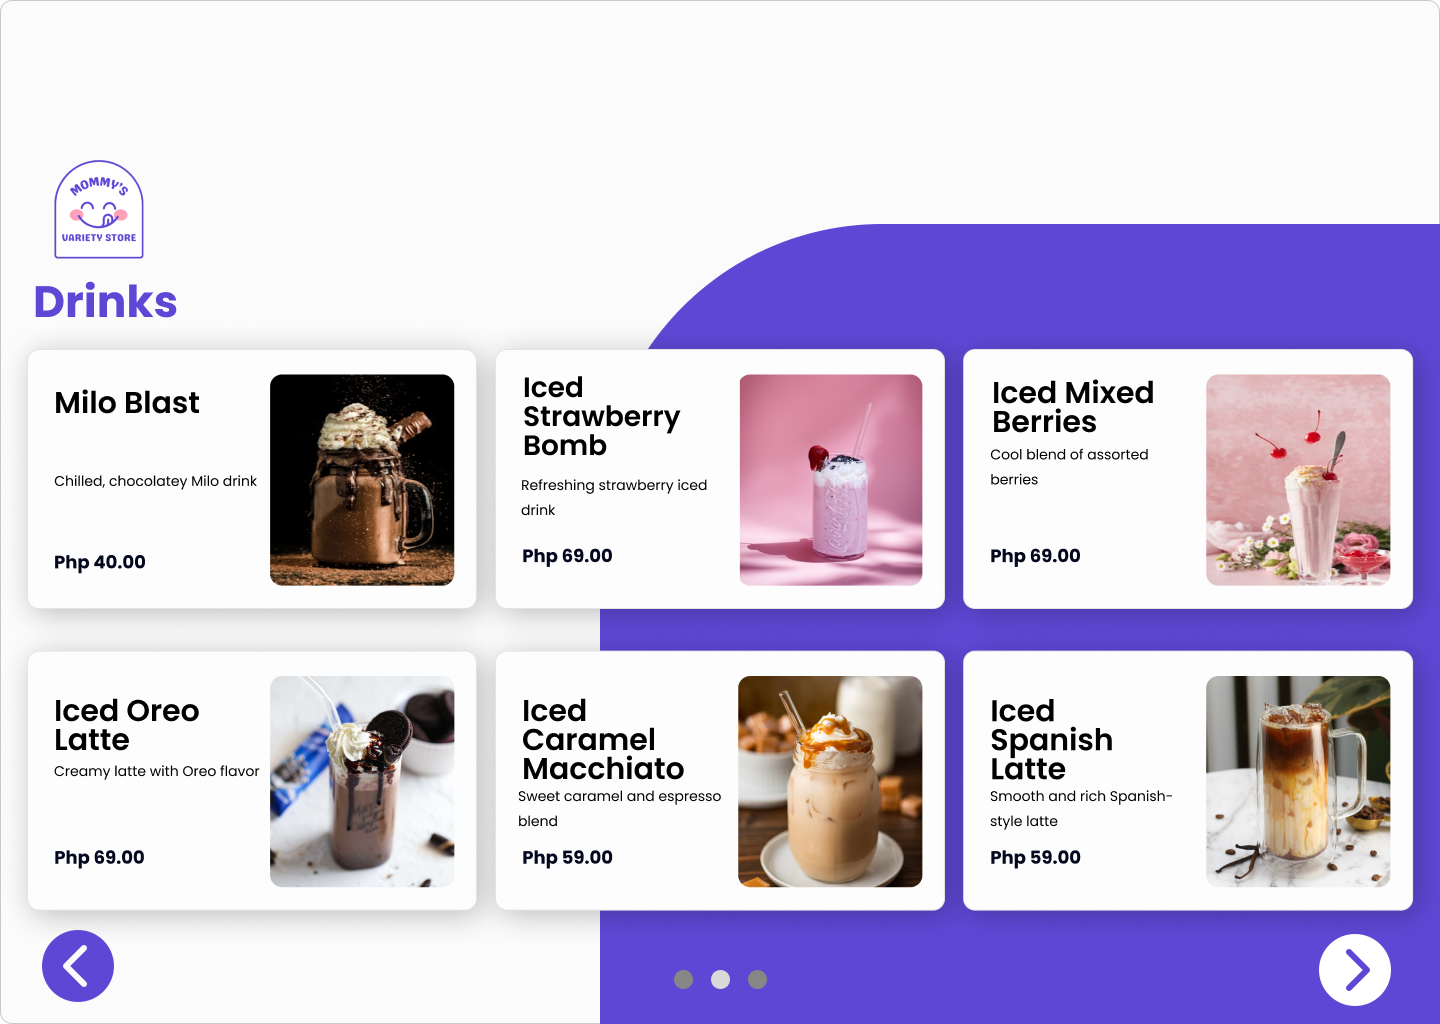 MOMMY'S
VARIETY STORE
Drinks
Milo Blast
Chilled, chocolatey Milo drink
Php 40.00
Iced
Strawberry
Bomb
Refreshing strawberry iced
drink
Php 69.00
Iced Mixed
Berries
Cool blend of assorted
berries
Php 69.00
Iced Oreo
Latte
Creamy latte with Oreo flavor
Php 69.00
Iced
Caramel
Macchiato
Sweet caramel and espresso
blend
Php 59.00
Iced
Spanish
Latte
Smooth and rich Spanish-
style latte
Php 59.00